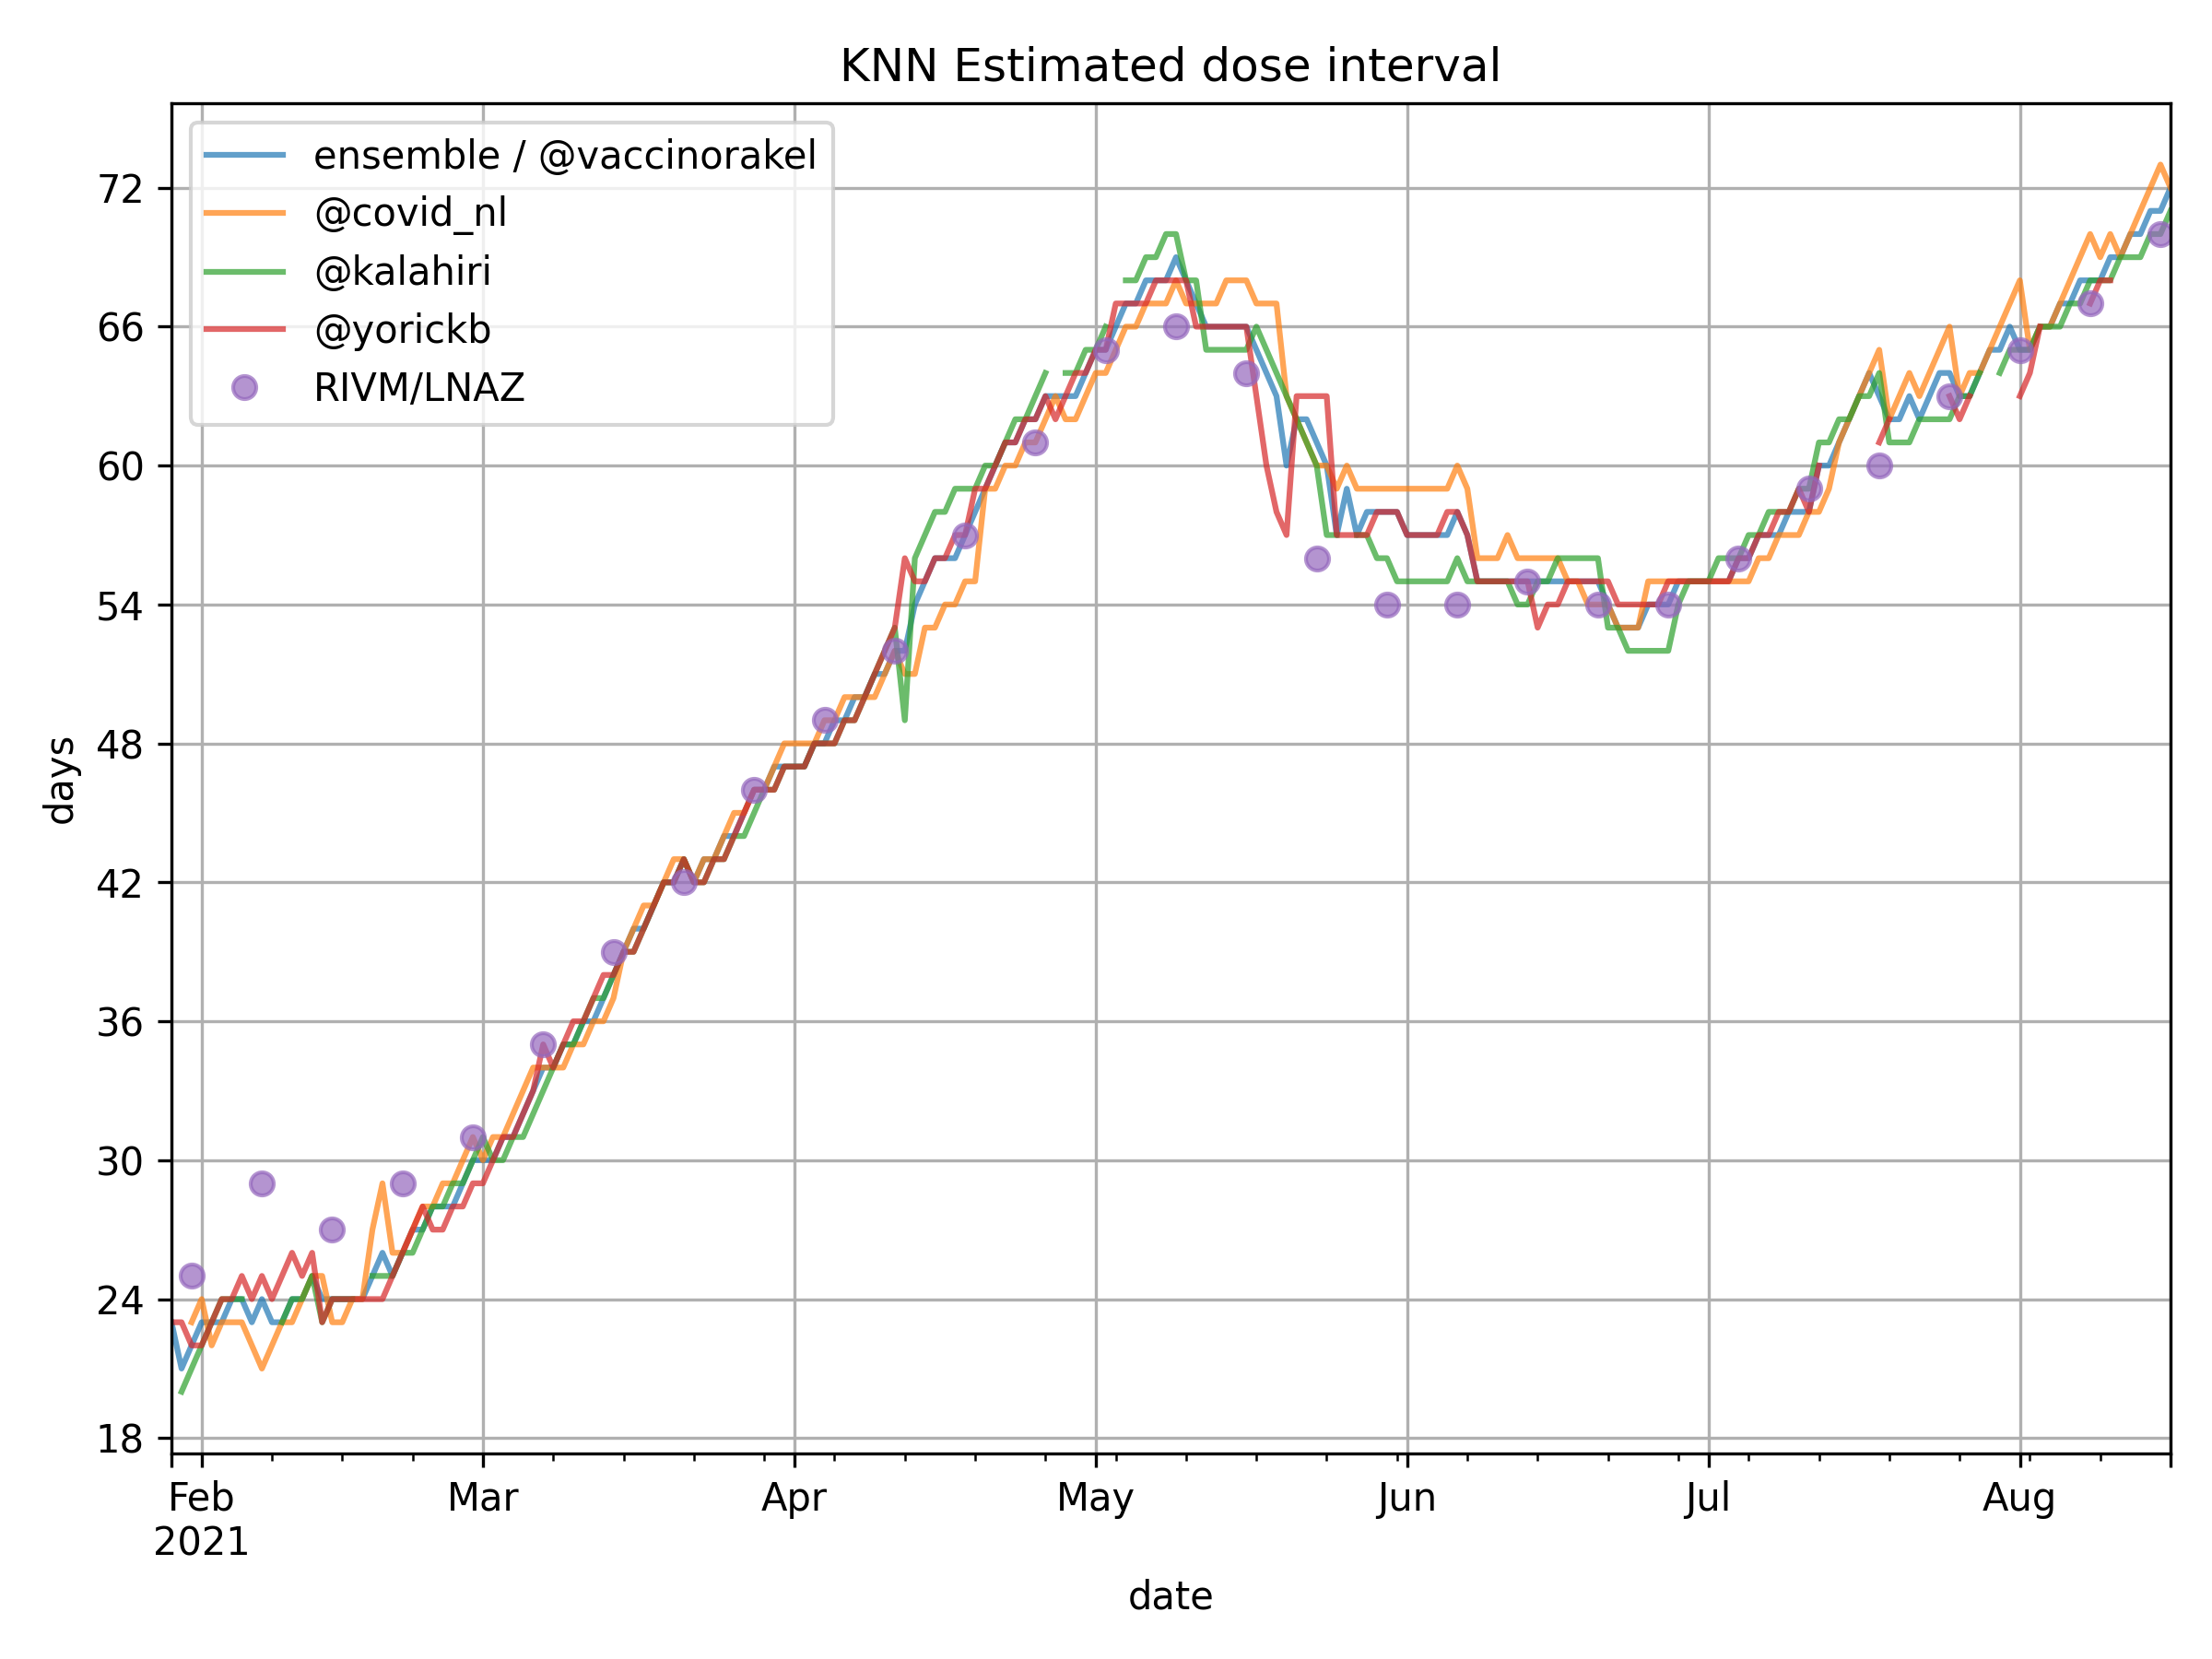 KNN Estimated dose interval
ensemble / @vaccinorakel
@covid_nl
@kalahiri
@yorickb
RIVM/LNAZ
72
66
60
54
48
42
36
30
24
18
days
Feb Mar Apr May Jun Jul Aug
2021
date